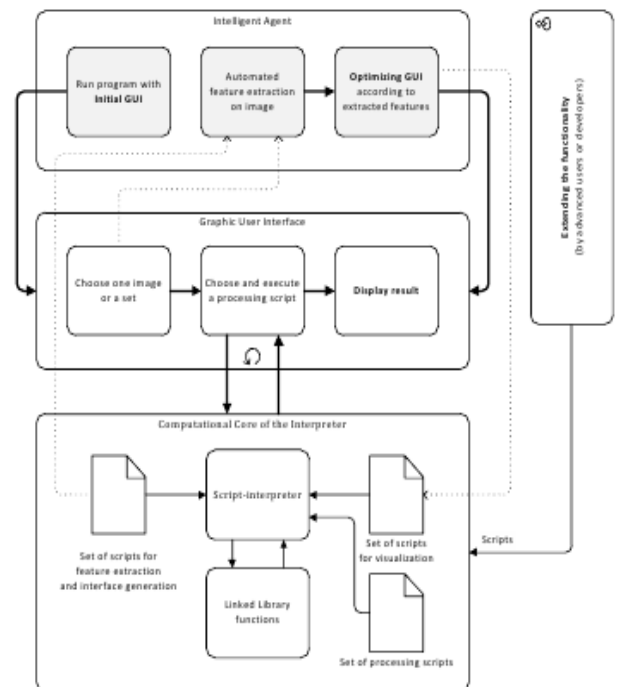 Intelligent Agent
Run program with
Initial GUI
Automated
feature extraction
on image
Optimizing GUI
according to
extracted features
Extending the functionality
(by advanced users or developers)
Graphic User Interface
Choose one image
or a set
Choose and execute
a processing script
Display result
Computational Core of the Interpreter
Script-interpreter
Set of scripts for
feature extraction
and interface generation
Set of scripts
for visualization
Scripts
Linked Library
functions
Set of processing scripts